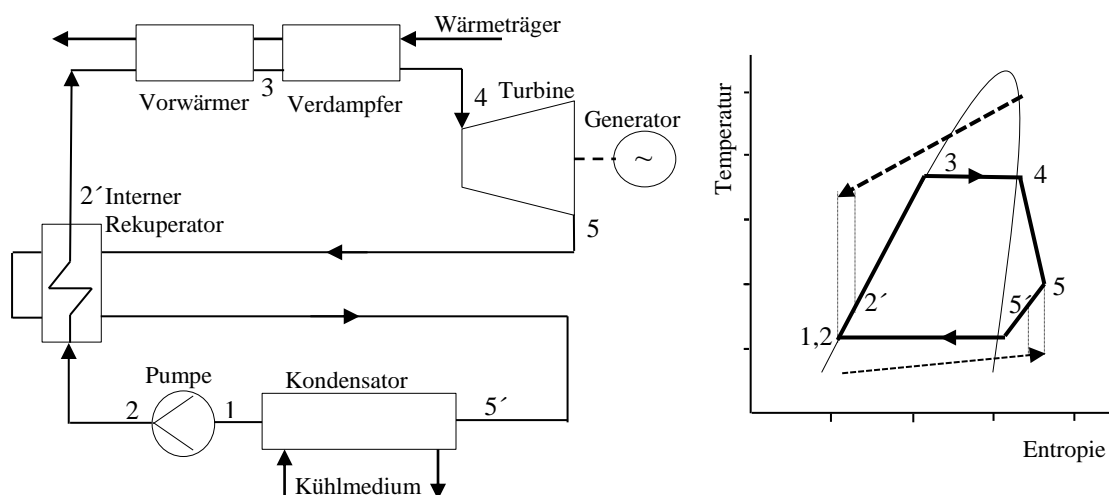 Wärmeträger
Vorwärmer
3
Verdampfer
4
Turbine
Generator
~
2´ Interner
Rekuperator
5
Pumpe
2
1
Kondensator
5´
Kühlmedium
Temperatur
3
4
2´
5´
5
1,2
Entropie